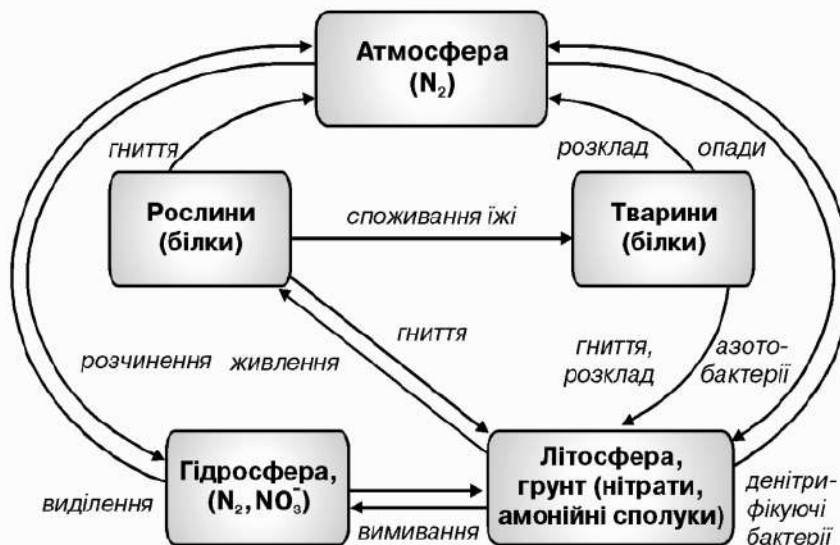 Атмосфера
(N₂)
гниття
розклад
опади
Рослини
(білки)
споживання їжі
Тварини
(білки)
гниття
розчинення
живлення
гниття,
розклад
азото-
бактерії
Гідросфера,
(N₂, NO₃⁻)
Літосфера,
грунт (нітрати,
амонійні сполуки)
виділення
вимивання
денітри-
фікуючі
бактерії